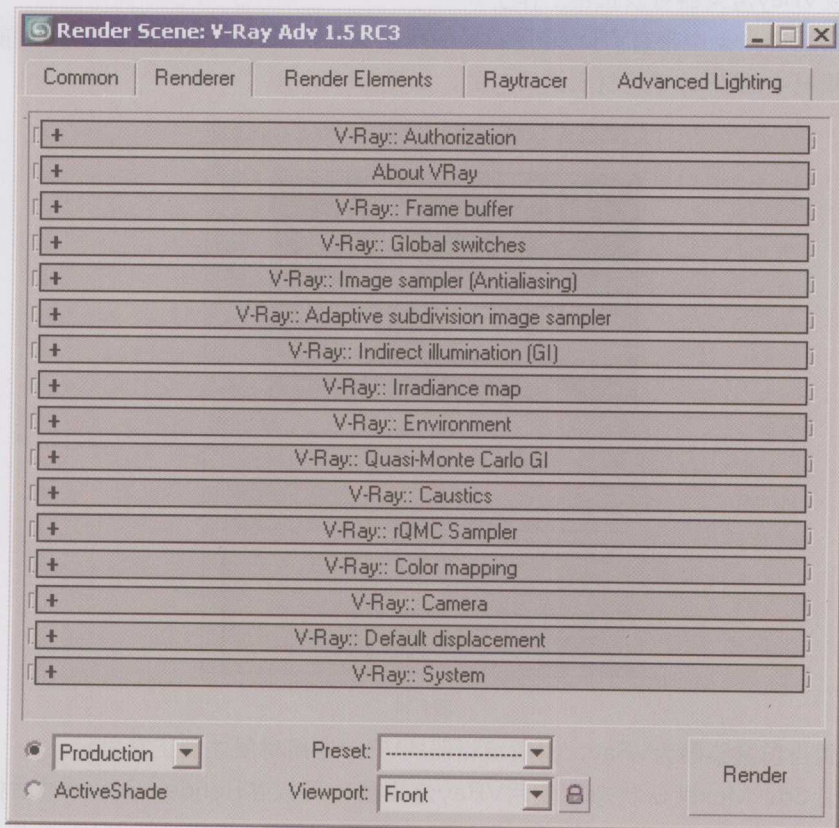 Render Scene: V-Ray Adv 1.5 RC3
Common Renderer Render Elements Raytracer Advanced Lighting
+ V-Ray:: Authorization
+ About VRay
+ V-Ray:: Frame buffer
+ V-Ray:: Global switches
+ V-Ray:: Image sampler (Antialiasing)
+ V-Ray:: Adaptive subdivision image sampler
+ V-Ray:: Indirect illumination (GI)
+ V-Ray:: Irradiance map
+ V-Ray:: Environment
+ V-Ray:: Quasi-Monte Carlo GI
+ V-Ray:: Caustics
+ V-Ray:: rQMC Sampler
+ V-Ray:: Color mapping
+ V-Ray:: Camera
+ V-Ray:: Default displacement
+ V-Ray:: System
Production Preset: -----------------------
ActiveShade Viewport: Front Render